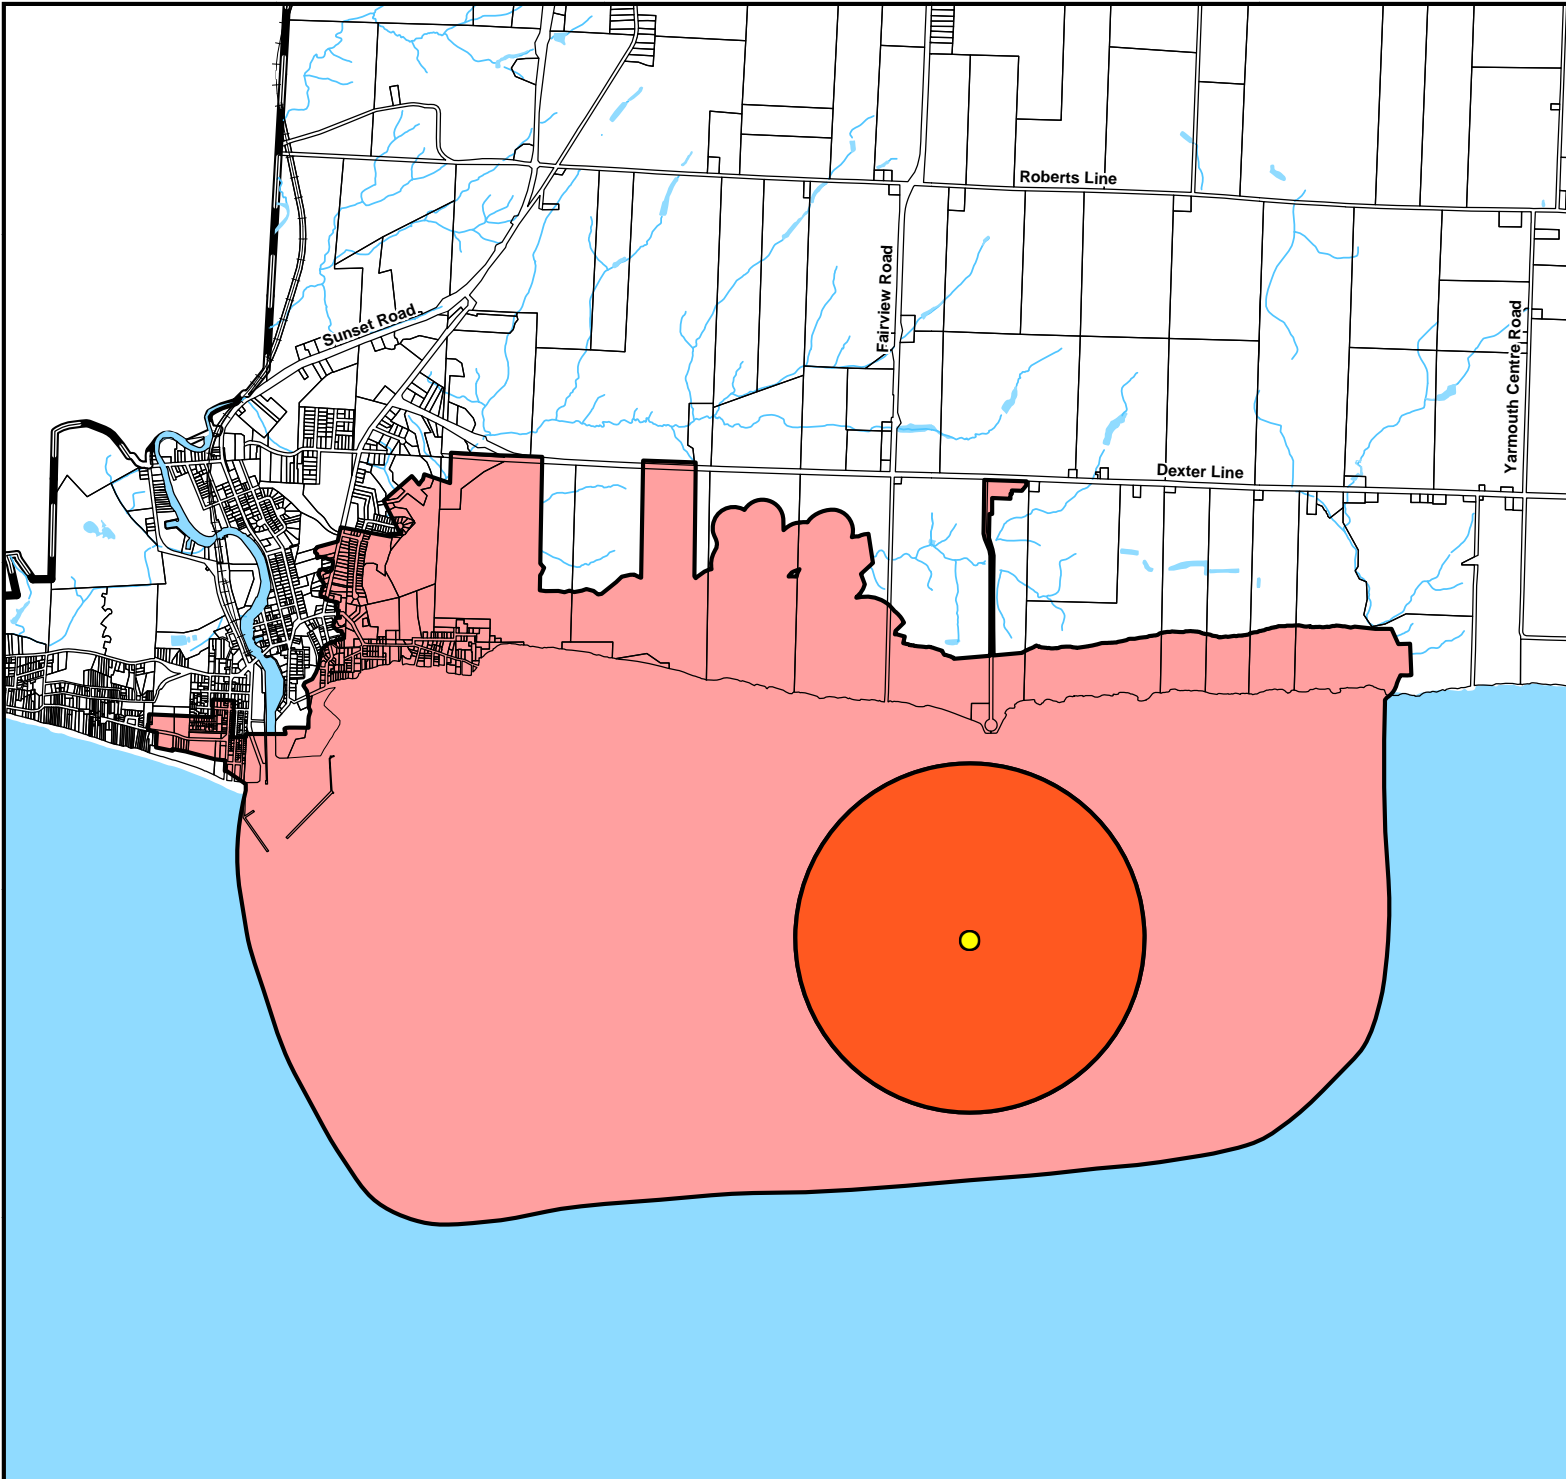 Roberts Line
Fairview Road
Sunset Road
Yarmouth Centre Road
Dexter Line